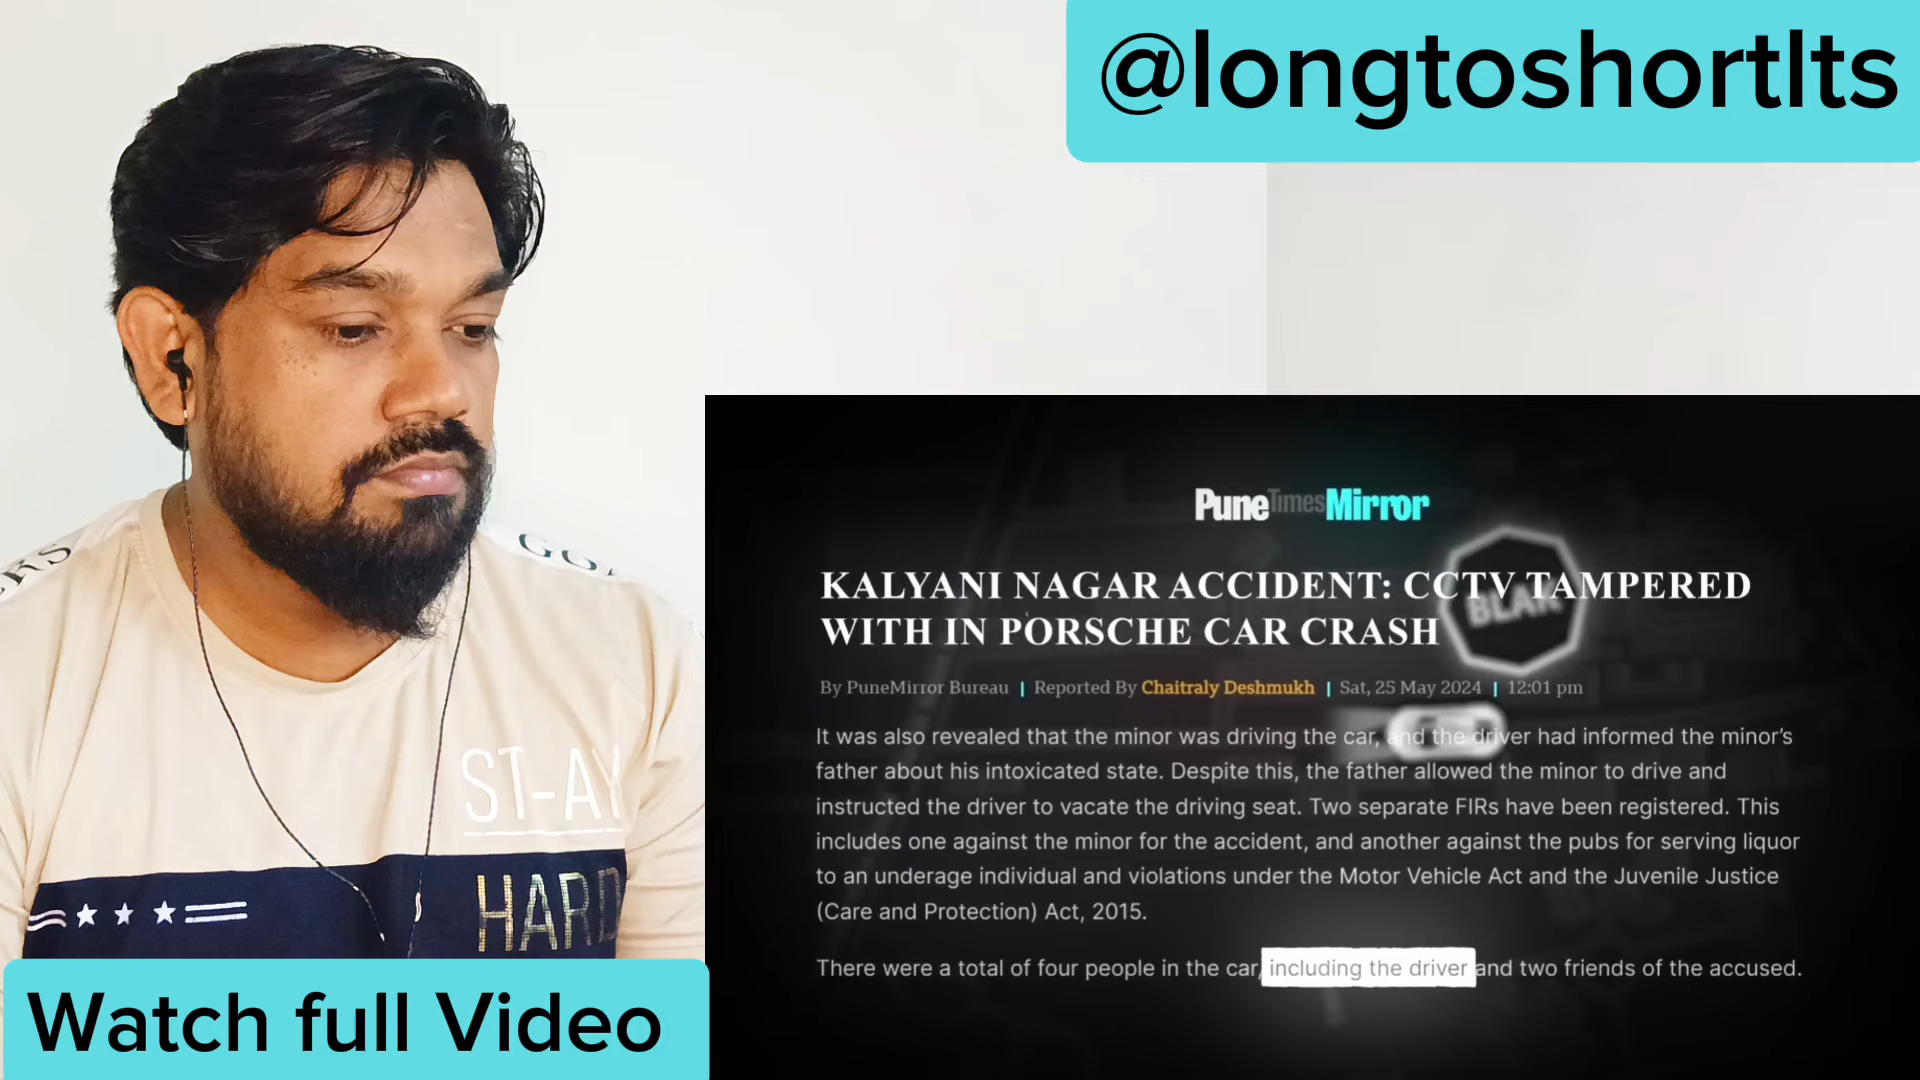 @longtoshortlts
KERS
GO
ST-AY
HARD
Watch full Video
PuneTimesMirror
KALYANI NAGAR ACCIDENT: CCTV TAMPERED
WITH IN PORSCHE CAR CRASH
BLAK
By PuneMirror Bureau | Reported By Chaitraly Deshmukh | Sat, 25 May 2024 | 12:01 pm
It was also revealed that the minor was driving the car, and the driver had informed the minor's
father about his intoxicated state. Despite this, the father allowed the minor to drive and
instructed the driver to vacate the driving seat. Two separate FIRs have been registered. This
includes one against the minor for the accident, and another against the pubs for serving liquor
to an underage individual and violations under the Motor Vehicle Act and the Juvenile Justice
(Care and Protection) Act, 2015.
There were a total of four people in the car, including the driver and two friends of the accused.